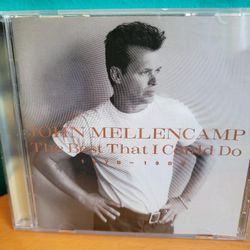 JOHN MELLENCAMP
The Best That I Could Do